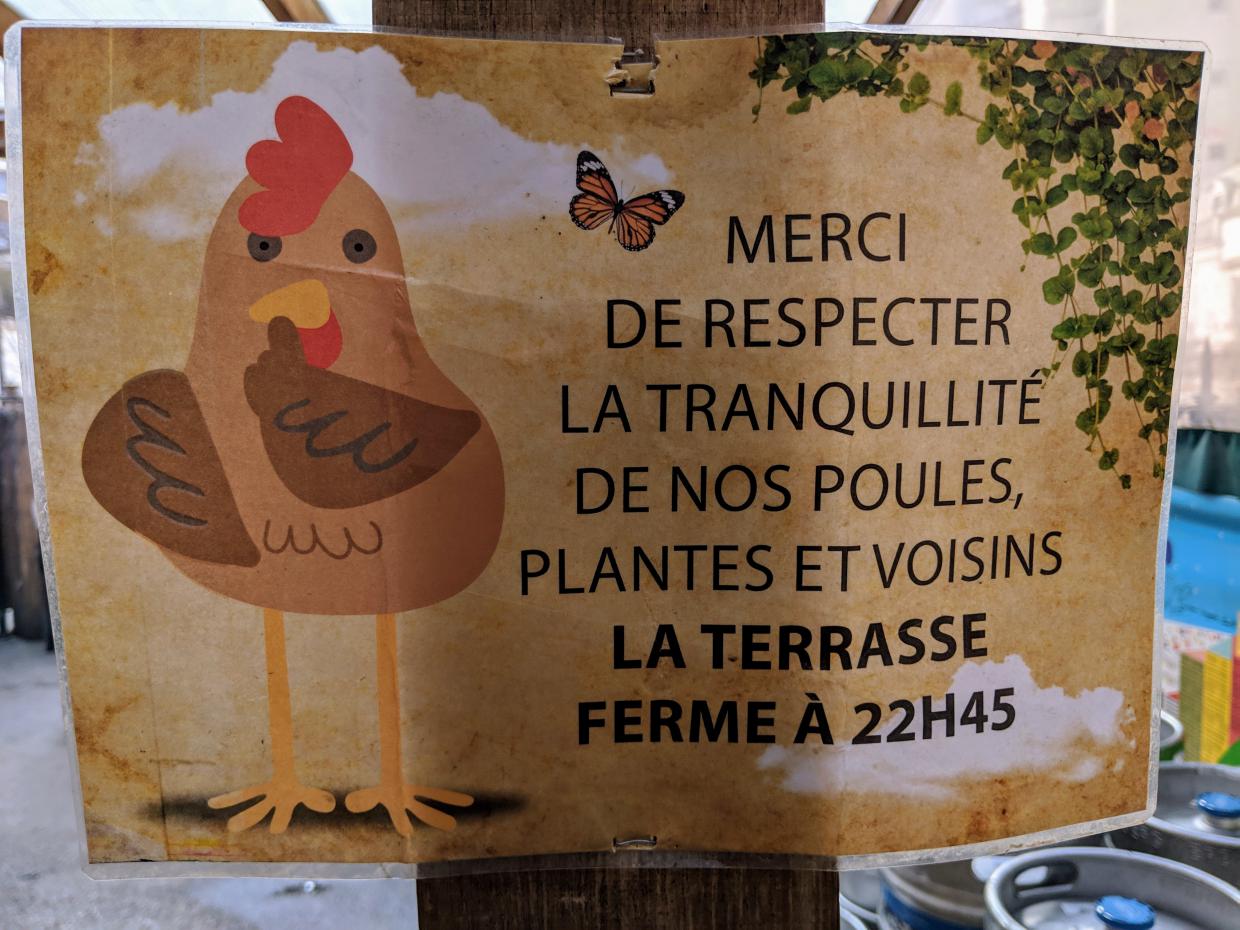 MERCI
DE RESPECTER
LA TRANQUILLITÉ
DE NOS POULES,
PLANTES ET VOISINS
LA TERRASSE
FERME À 22H45